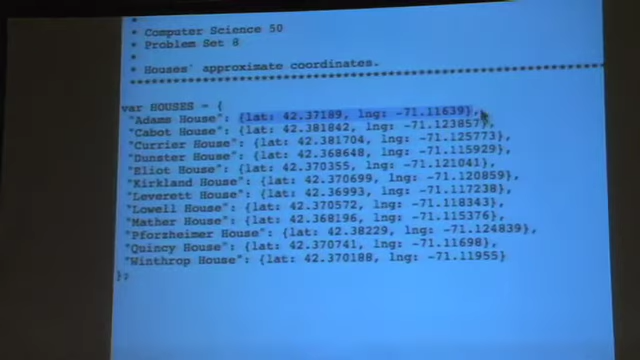 *
* Computer Science 50
* Problem Set 8
*
* Houses' approximate coordinates.
var HOUSES = {
"Adams House": {lat: 42.37189, lng: -71.11639},
"Cabot House": {lat: 42.381842, lng: -71.123857},
"Currier House": {lat: 42.381704, lng: -71.125773},
"Dunster House": {lat: 42.368648, lng: -71.115929},
"Eliot House": {lat: 42.370355, lng: -71.121041},
"Kirkland House": {lat: 42.370699, lng: -71.120859},
"Leverett House": {lat: 42.36993, lng: -71.117238},
"Lowell House": {lat: 42.370572, lng: -71.118343},
"Mather House": {lat: 42.368196, lng: -71.115376},
"Pforzheimer House": {lat: 42.38229, lng: -71.124839},
"Quincy House": {lat: 42.370741, lng: -71.11698},
"Winthrop House": {lat: 42.370188, lng: -71.11955}
};